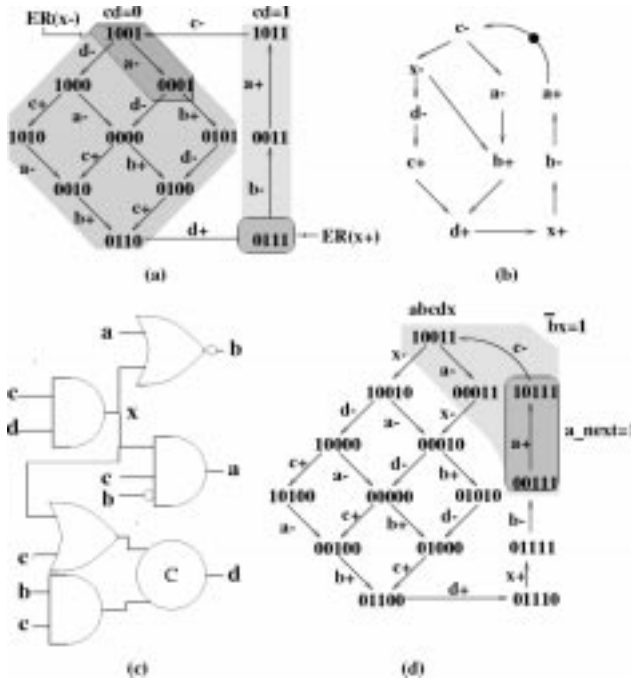 ER(x-)
cd=0
cd=1
1001
c-
1011
d-
a-
1000
0001
a+
c+
a-
d-
b+
1010
0000
0101
0011
a-
c+
b+
d-
0010
0100
b-
b+
c+
0110
d+
0111
ER(x+)
(a)
c-
x-
a-
a+
d-
c+
b+
b-
d+
x+
(b)
a
b
c
d
x
c
b
a
c
b
c
C
d
(c)
abcdx
10011
b̄x=1
x-
a-
c-
10010
00011
10111
d-
a-
x-
a_next=1
10000
00010
a+
c+
a-
d-
b+
10100
00000
01010
00111
a-
c+
b+
d-
b-
00100
01000
01111
b+
c+
x+
01100
d+
01110
(d)